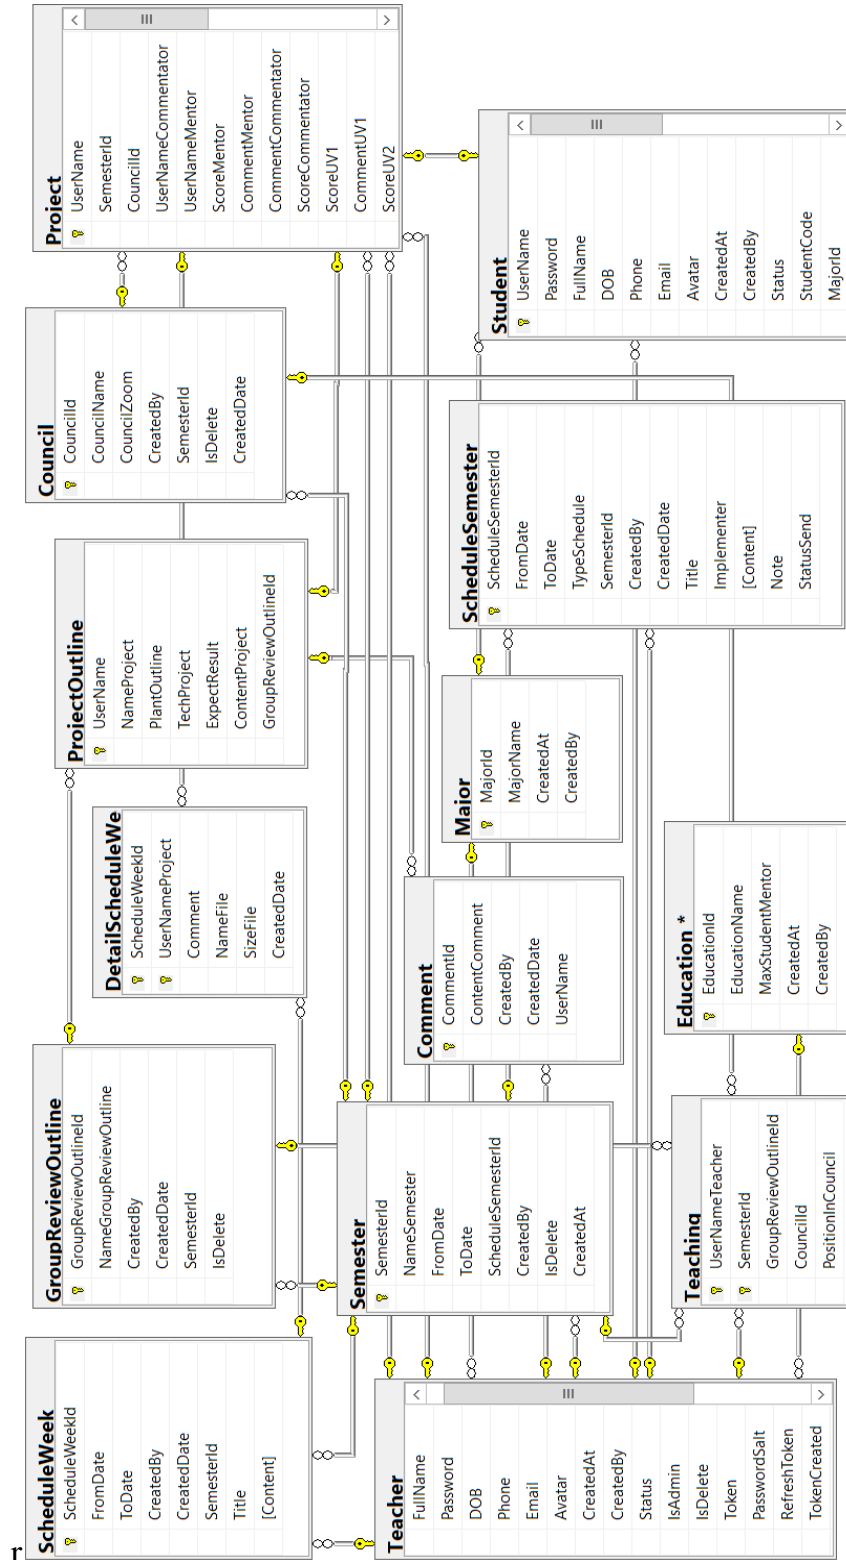 r
ScheduleWeek
ScheduleWeekId
FromDate
ToDate
CreatedBy
CreatedDate
SemesterId
Title
[Content]
GroupReviewOutline
GroupReviewOutlineId
NameGroupReviewOutline
CreatedBy
CreatedDate
SemesterId
IsDelete
DetailScheduleWe
ScheduleWeekId
UserNameProject
Comment
NameFile
SizeFile
CreatedDate
ProjectOutline
UserName
NameProject
PlantOutline
TechProject
ExpectResult
ContentProject
GroupReviewOutlineId
Council
CouncilId
CouncilName
CouncilZoom
CreatedBy
SemesterId
IsDelete
CreatedDate
Project
UserName
SemesterId
CouncilId
UserNameCommentator
UserNameMentor
ScoreMentor
CommentMentor
CommentCommentator
ScoreCommentator
ScoreUV1
CommentUV1
ScoreUV2
Teacher
FullName
Password
DOB
Phone
Email
Avatar
CreatedAt
CreatedBy
Status
IsAdmin
IsDelete
Token
PasswordSalt
RefreshToken
TokenCreated
Semester
SemesterId
NameSemester
FromDate
ToDate
ScheduleSemesterId
CreatedBy
IsDelete
CreatedAt
Comment
CommentId
ContentComment
CreatedBy
CreatedDate
UserName
Major
MajorId
MajorName
CreatedAt
CreatedBy
ScheduleSemester
ScheduleSemesterId
FromDate
ToDate
TypeSchedule
SemesterId
CreatedBy
CreatedDate
Title
Implementer
[Content]
Note
StatusSend
Student
UserName
Password
FullName
DOB
Phone
Email
Avatar
CreatedAt
CreatedBy
Status
StudentCode
MajorId
Teaching
UserNameTeacher
SemesterId
GroupReviewOutlineId
CouncilId
PositionInCouncil
Education *
EducationId
EducationName
MaxStudentMentor
CreatedAt
CreatedBy